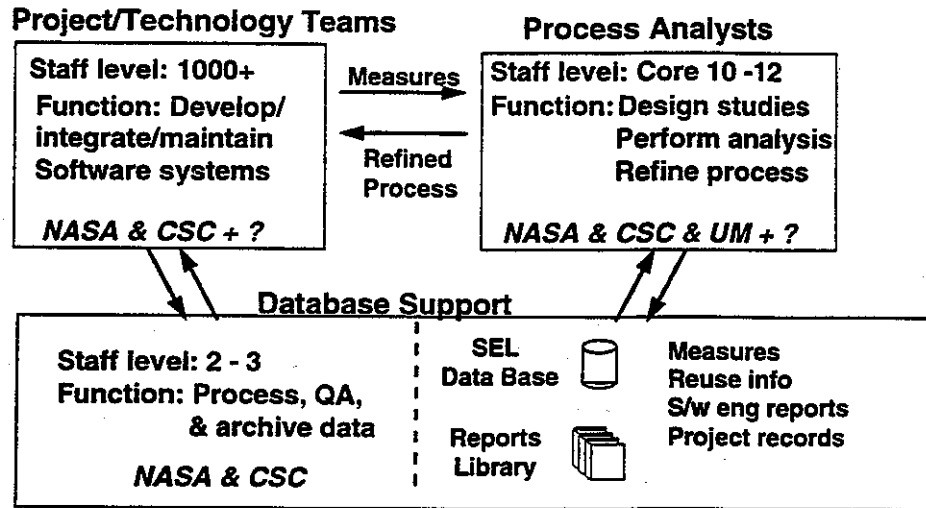 Project/Technology Teams
Staff level: 1000+
Function: Develop/
integrate/maintain
Software systems
NASA & CSC + ?
Measures
Refined
Process
Process Analysts
Staff level: Core 10 -12
Function: Design studies
Perform analysis
Refine process
NASA & CSC & UM + ?
Database Support
Staff level: 2 - 3
Function: Process, QA,
& archive data
NASA & CSC
SEL
Data Base
Reports
Library
Measures
Reuse info
S/w eng reports
Project records